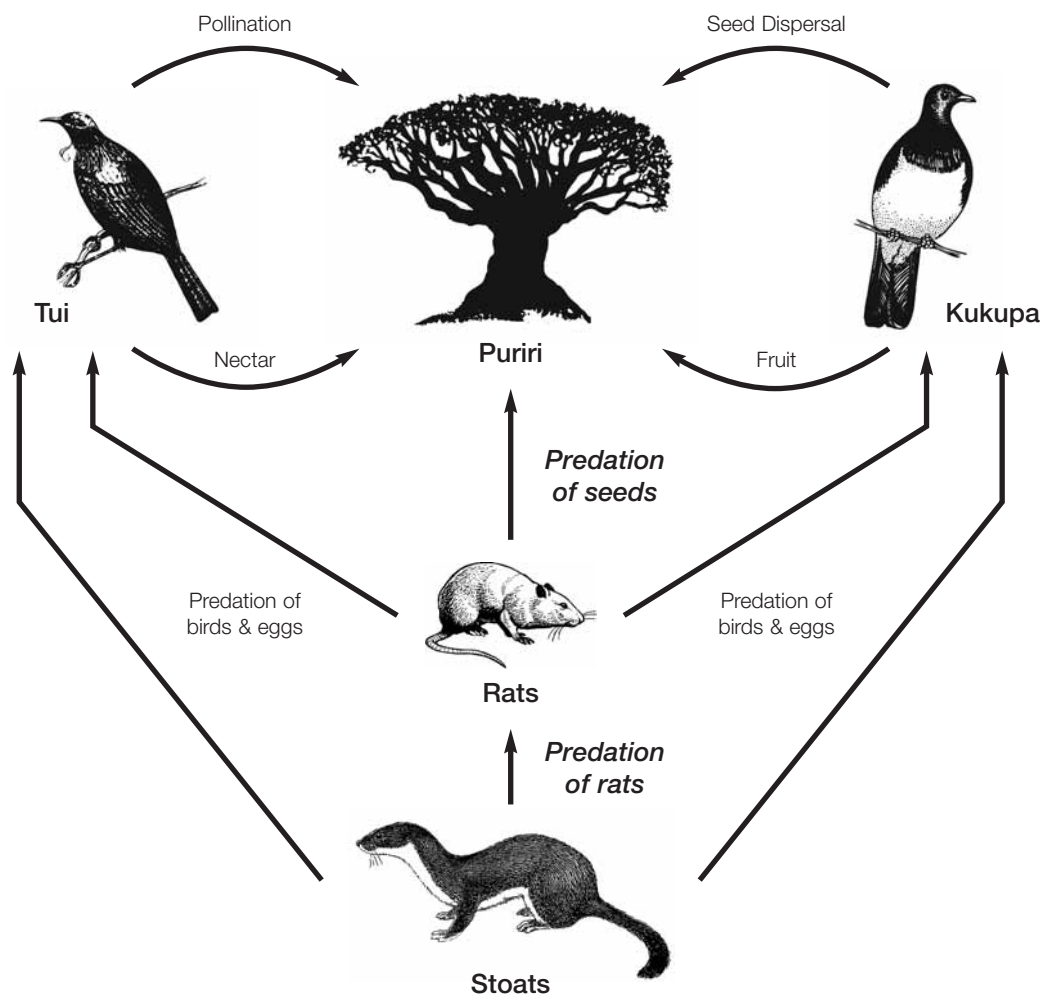 Pollination
Seed Dispersal
Tui
Kukupa
Puriri
Nectar
Fruit
Predation
of seeds
Predation of
birds & eggs
Predation of
birds & eggs
Rats
Predation
of rats
Stoats